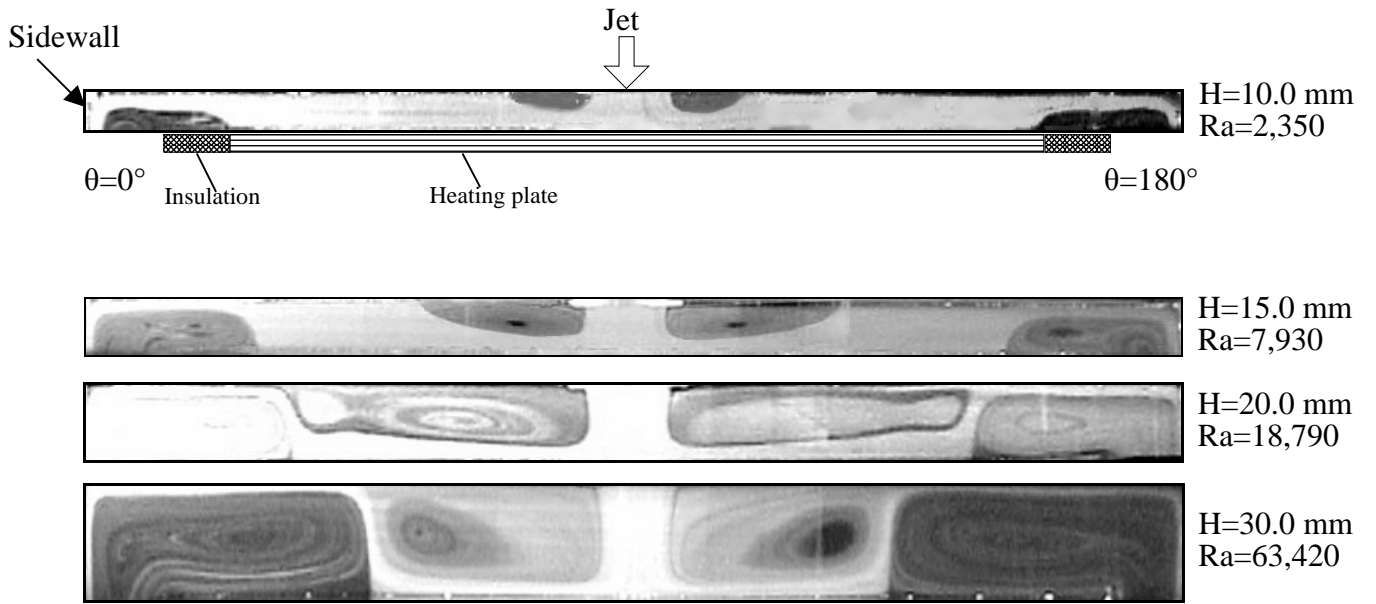 Jet
Sidewall
H=10.0 mm
Ra=2,350
θ=0°
Insulation
Heating plate
θ=180°
H=15.0 mm
Ra=7,930
H=20.0 mm
Ra=18,790
H=30.0 mm
Ra=63,420